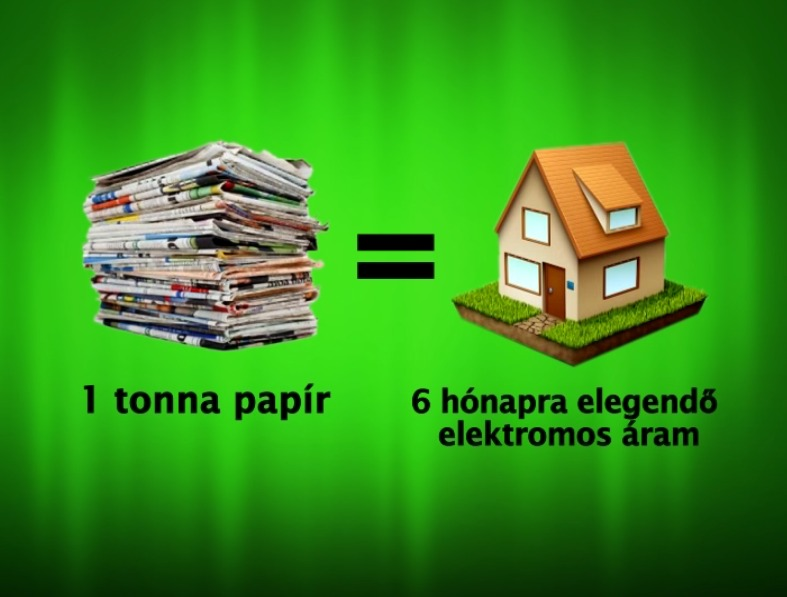 1 tonna papír
6 hónapra elegendő
elektromos áram